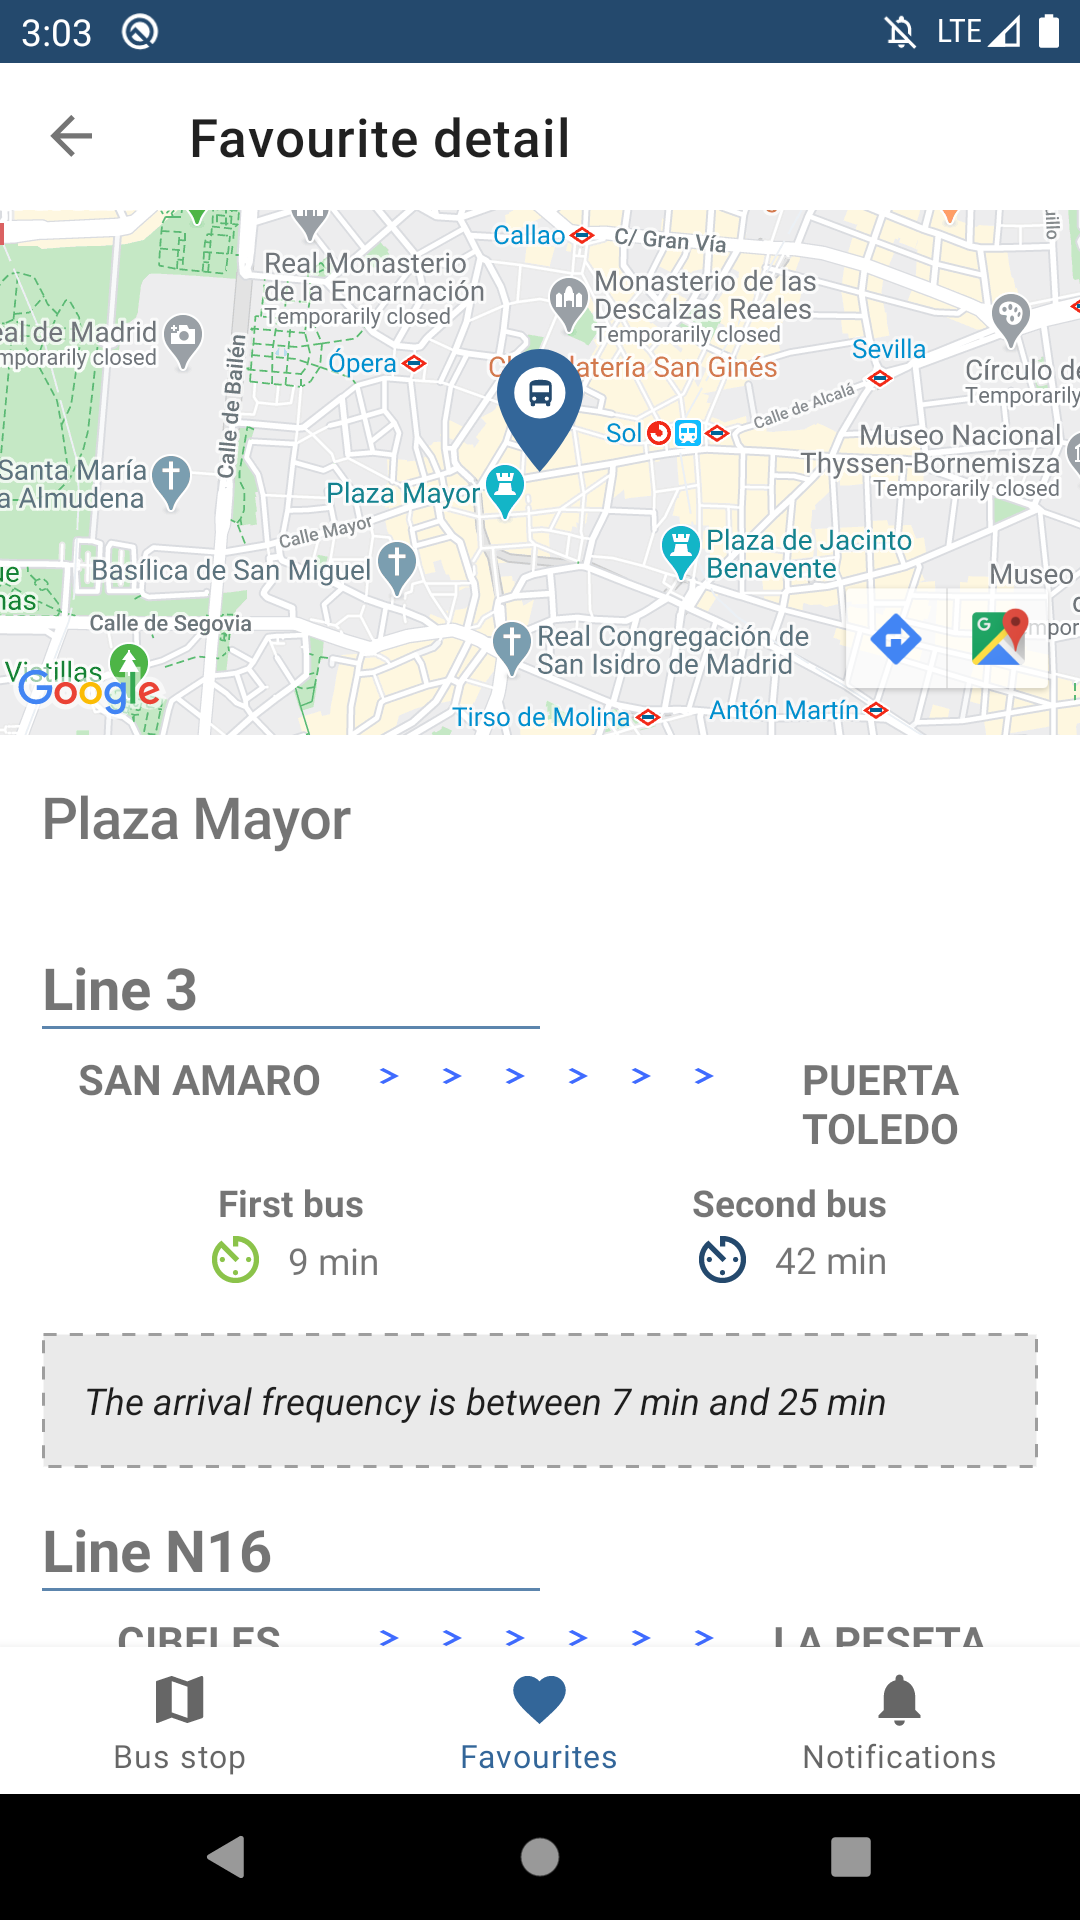 3:03
LTE
Favourite detail
Callao
C/ Gran Vía
Real Monasterio
de la Encarnación
Temporarily closed
Monasterio de las
Descalzas Reales
Temporarily closed
eal de Madrid
mporarily closed
Calle de Bailén
Ópera
Sevilla
Círculo de
Temporarily
atería San Ginés
Calle de Alcalá
Sol
Museo Nacional
Thyssen-Bornemisza
Temporarily closed
Santa María
a-Almudena
Plaza Mayor
Calle Mayor
Basílica de San Miguel
Plaza de Jacinto
Benavente
Museo
Calle de Segovia
Real Congregación de
San Isidro de Madrid
Vistillas
Google
Tirso de Molina
Antón Martín
Plaza Mayor
Line 3
SAN AMARO > > > > > > PUERTA
TOLEDO
First bus Second bus
9 min 42 min
The arrival frequency is between 7 min and 25 min
Line N16
CIBELES > > > > > > LA PESETA
Bus stop Favourites Notifications